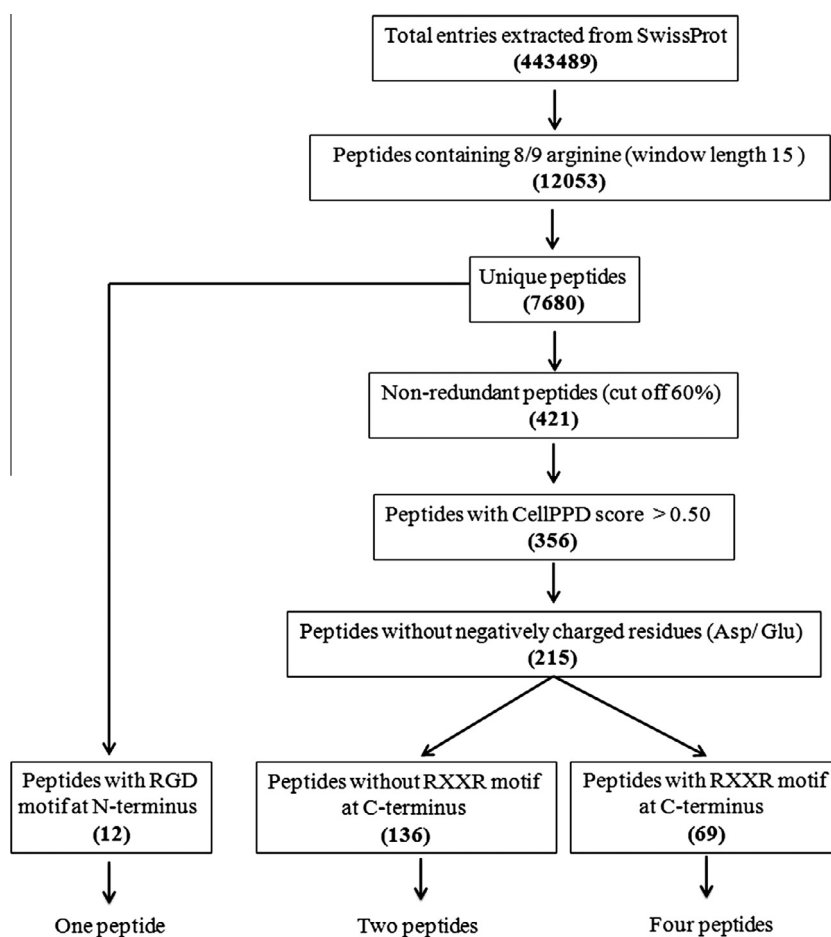 Total entries extracted from SwissProt
(443489)
Peptides containing 8/9 arginine (window length 15 )
(12053)
Unique peptides
(7680)
Non-redundant peptides (cut off 60%)
(421)
Peptides with CellPPD score > 0.50
(356)
Peptides without negatively charged residues (Asp/ Glu)
(215)
Peptides with RGD
motif at N-terminus
(12)
Peptides without RXXR motif
at C-terminus
(136)
Peptides with RXXR motif
at C-terminus
(69)
One peptide
Two peptides
Four peptides